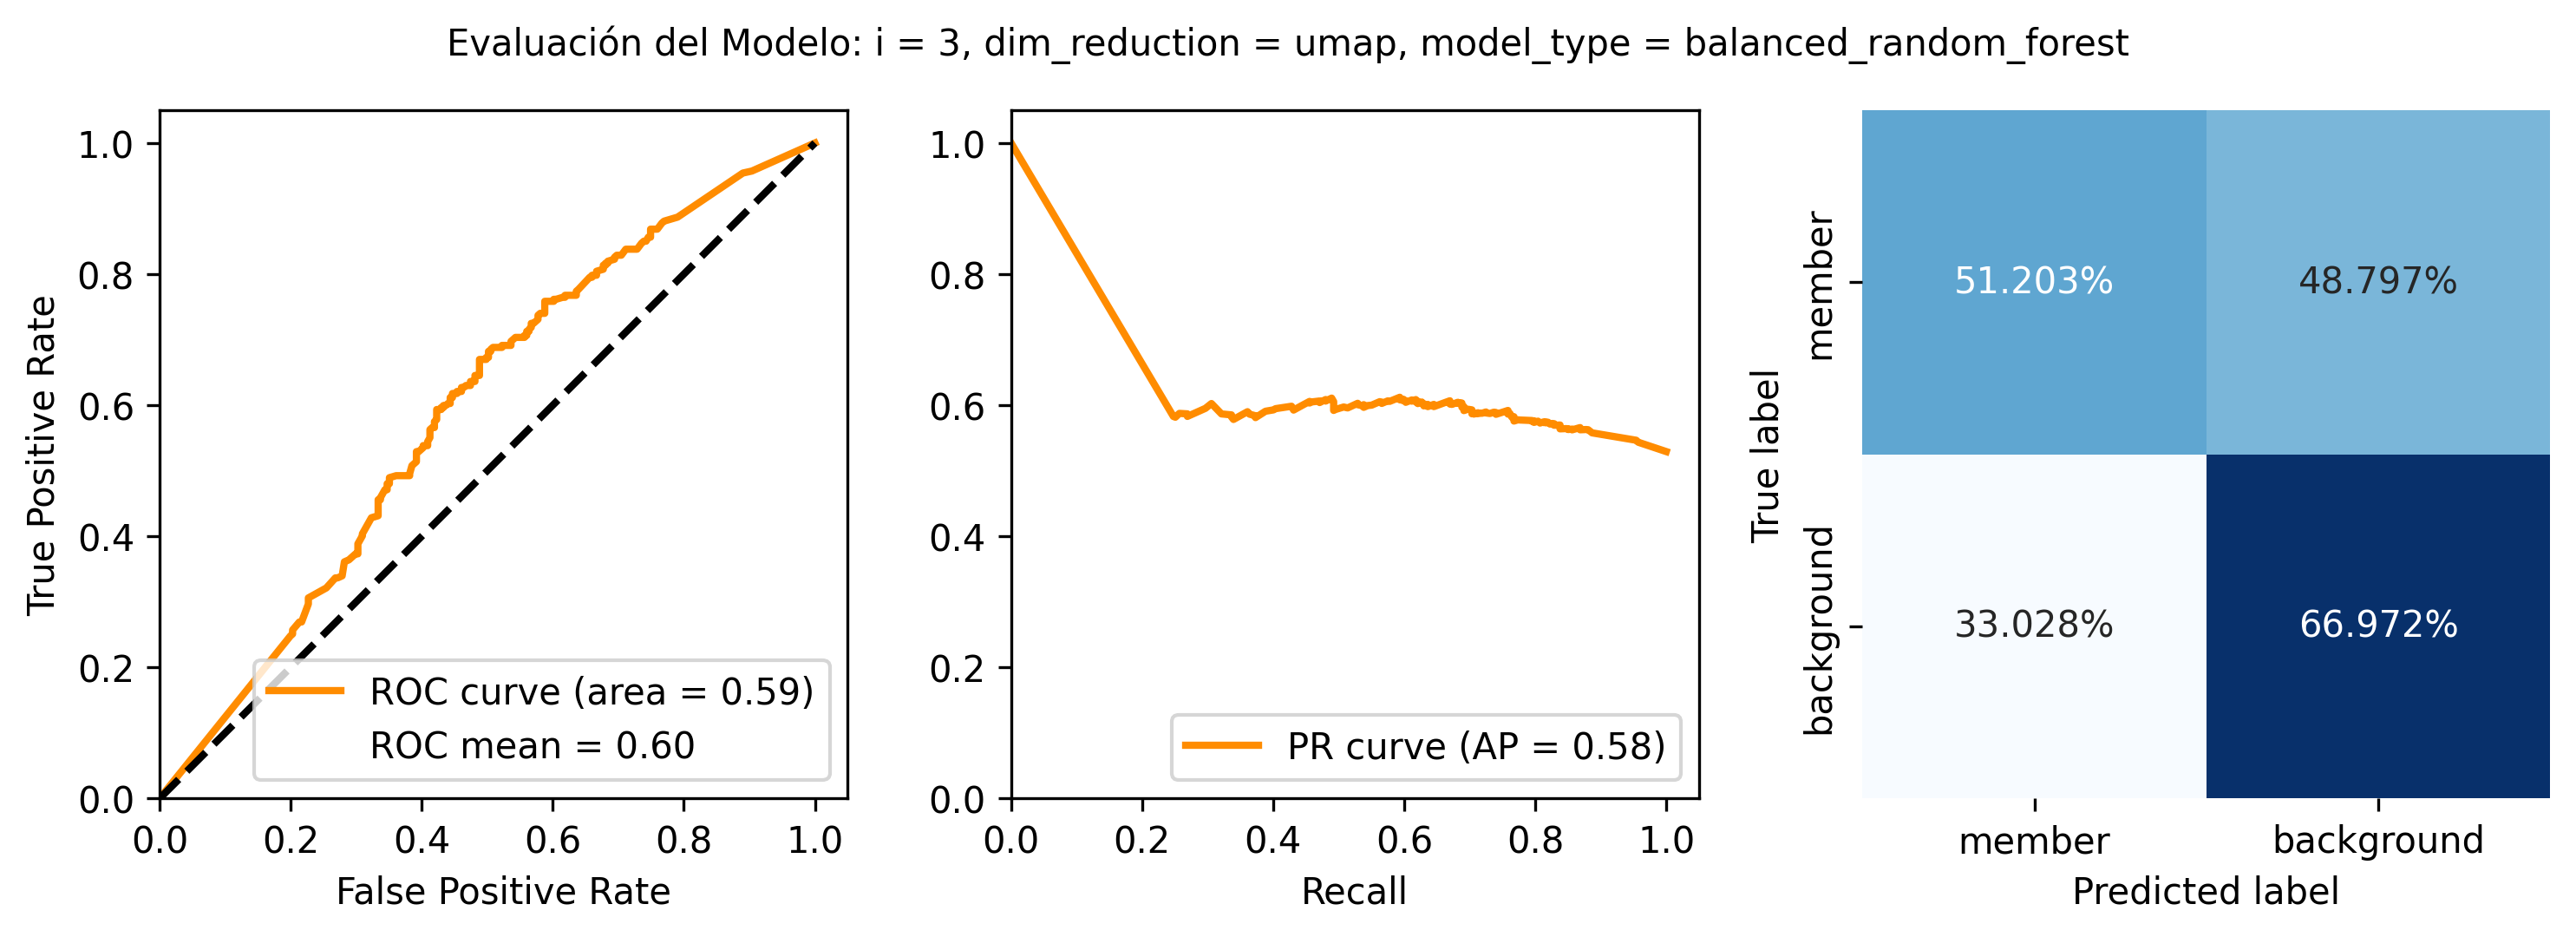 Evaluación del Modelo: i = 3, dim_reduction = umap, model_type = balanced_random_forest
True Positive Rate
1.0
0.8
0.6
0.4
0.2
0.0
0.0 0.2 0.4 0.6 0.8 1.0
False Positive Rate
ROC curve (area = 0.59)
ROC mean = 0.60
1.0
0.8
0.6
0.4
0.2
0.0
0.0 0.2 0.4 0.6 0.8 1.0
Recall
PR curve (AP = 0.58)
True label
member
background
51.203% 48.797%
33.028% 66.972%
member background
Predicted label